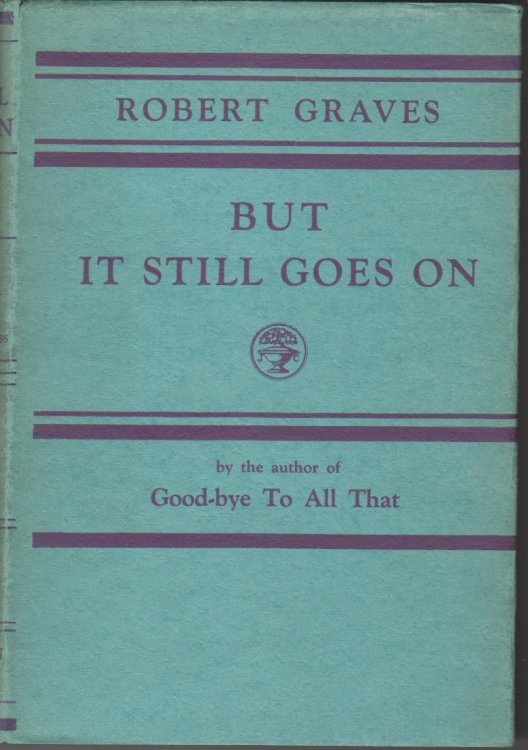 ROBERT GRAVES
BUT
IT STILL GOES ON
J C
by the author of
Good-bye To All That